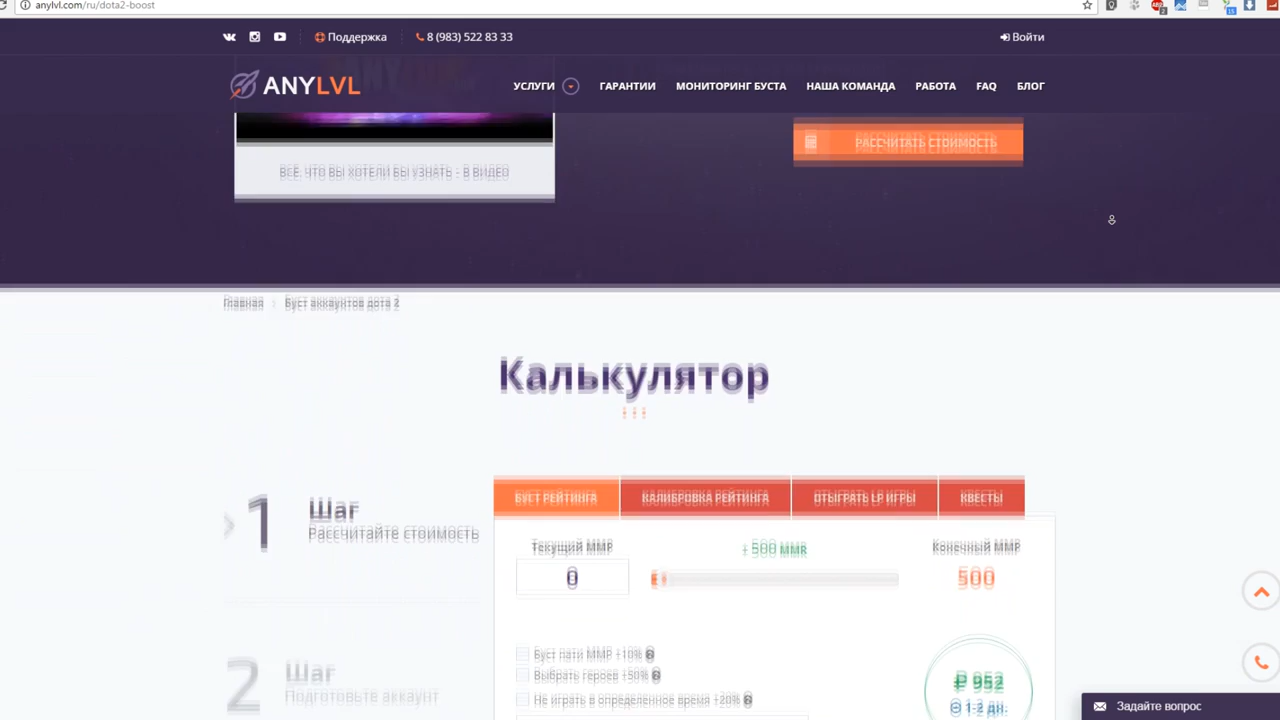 anylvl.com/ru/dota2-boost
Поддержка
8 (983) 522 83 33
Войти
ANYLVL
УСЛУГИ
ГАРАНТИИ
МОНИТОРИНГ БУСТА
НАША КОМАНДА
РАБОТА
FAQ
БЛОГ
РАССЧИТАТЬ СТОИМОСТЬ
ВСЁ, ЧТО ВЫ ХОТЕЛИ БЫ УЗНАТЬ - В ВИДЕО
Главная
Буст аккаунтов дота 2
Калькулятор
1 Шаг
Рассчитайте стоимость
БУСТ РЕЙТИНГА
КАЛИБРОВКА РЕЙТИНГА
ОТЫГРАТЬ LP ИГРЫ
КВЕСТЫ
Текущий MMP
+ 500 MMR
Конечный MMP
0
500
2 Шаг
Подготовьте аккаунт
Буст пати MMP +10%
Выбрать героев +50%
Не играть в определенное время +20%
₽ 952
1-2 дн.
Задайте вопрос